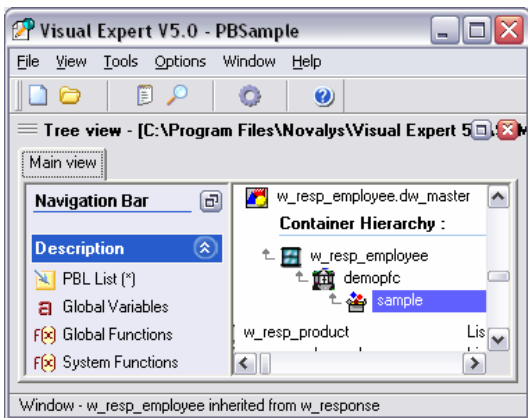 Visual Expert V5.0 - PBSample
File View Tools Options Window Help
Tree view - [C:\Program Files\Novalys\Visual Expert 5
Main view
Navigation Bar
Description
PBL List (*)
Global Variables
F(x) Global Functions
F(x) System Functions
w_resp_employee.dw_master
Container Hierarchy :
w_resp_employee
demopfc
sample
w_resp_product Lis
Window - w_resp_employee inherited from w_response